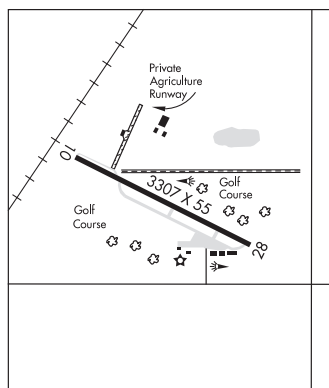 Private
Agriculture
Runway
10
3307 X 55
Golf
Course
Golf
Course
28